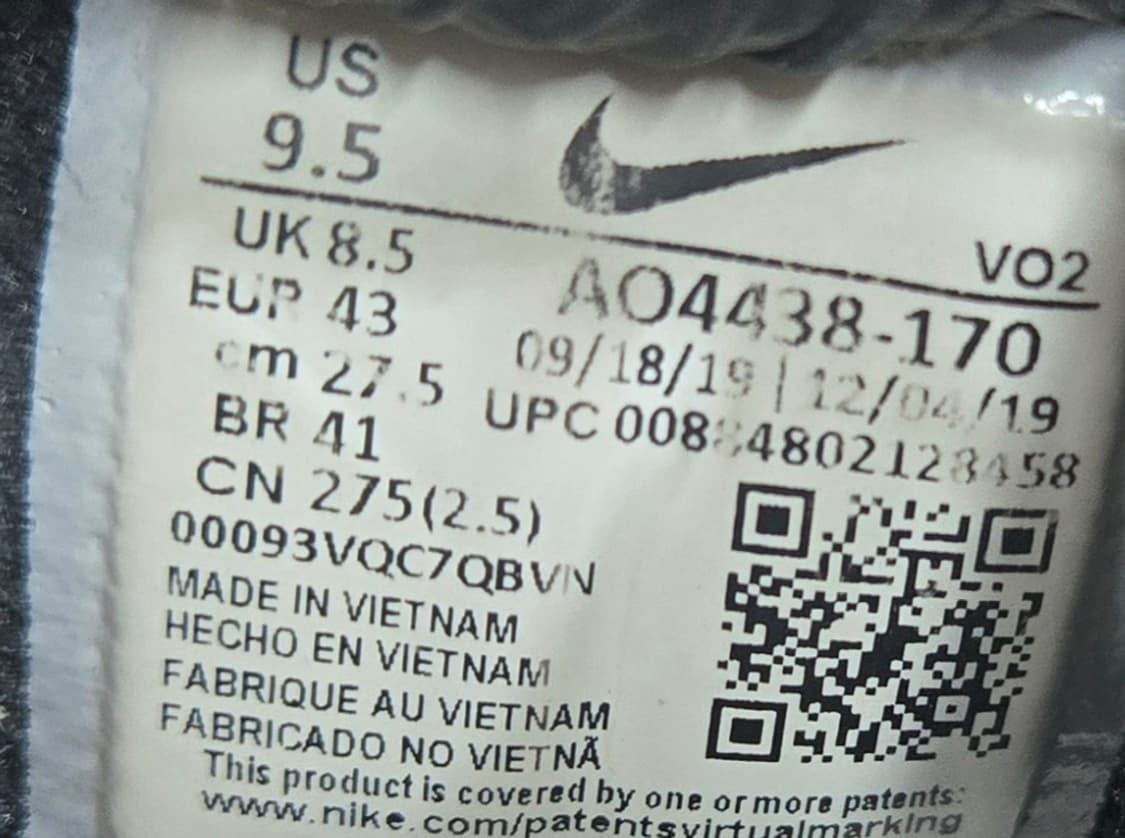 US
9.5
VO2
UK 8.5
AO4438-170
EUR 43
09/18/19 | 12/04/19
cm 27.5
UPC
BR 41
CN 275(2.5)
00093VQC7QBVN
MADE IN VIETNAM
HECHO EN VIETNAM
FABRIQUE AU VIETNAM
FABRICADO NO VIETNÃ
This product is covered by one or more patents:
www.nike.com/patentsvirtualmarking